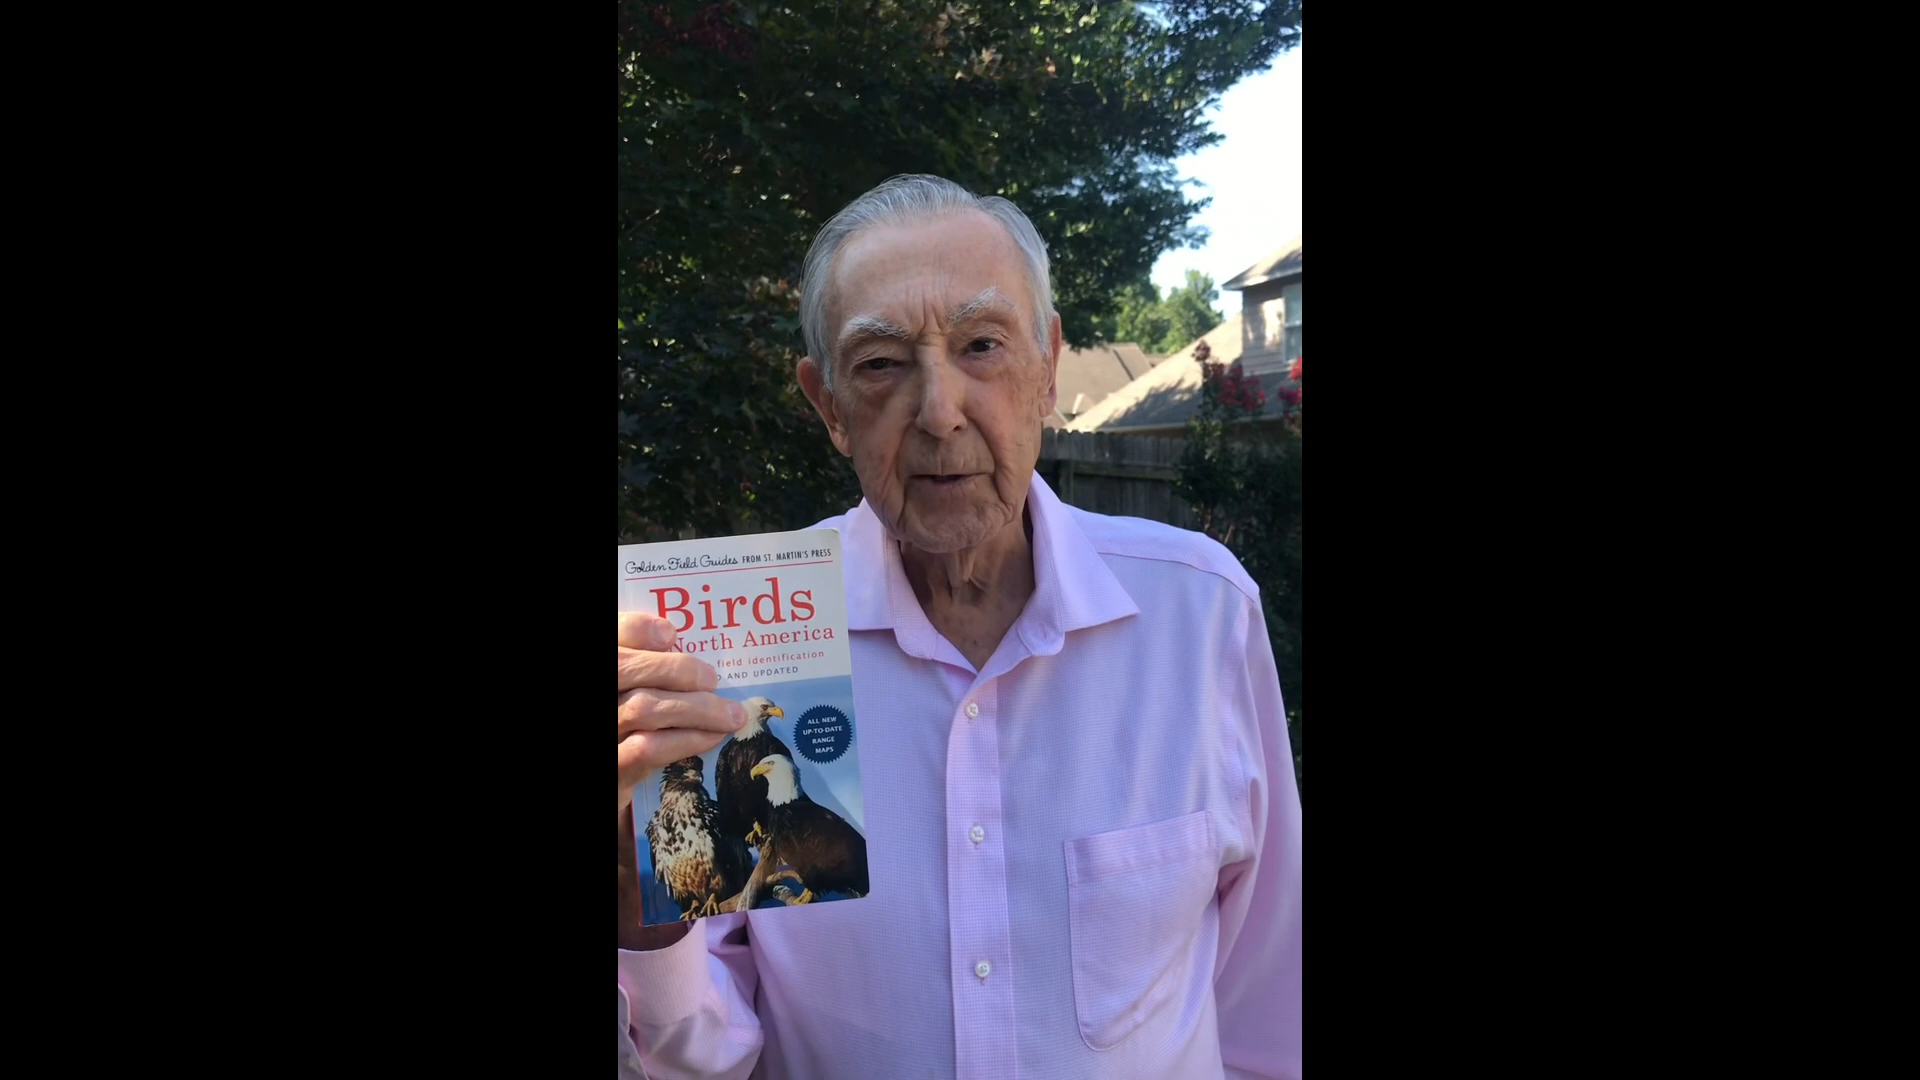 Golden Field Guides FROM ST. MARTIN'S PRESS
Birds
North America
field identification
AND UPDATED
ALL NEW
UP-TO-DATE
RANGE
MAPS